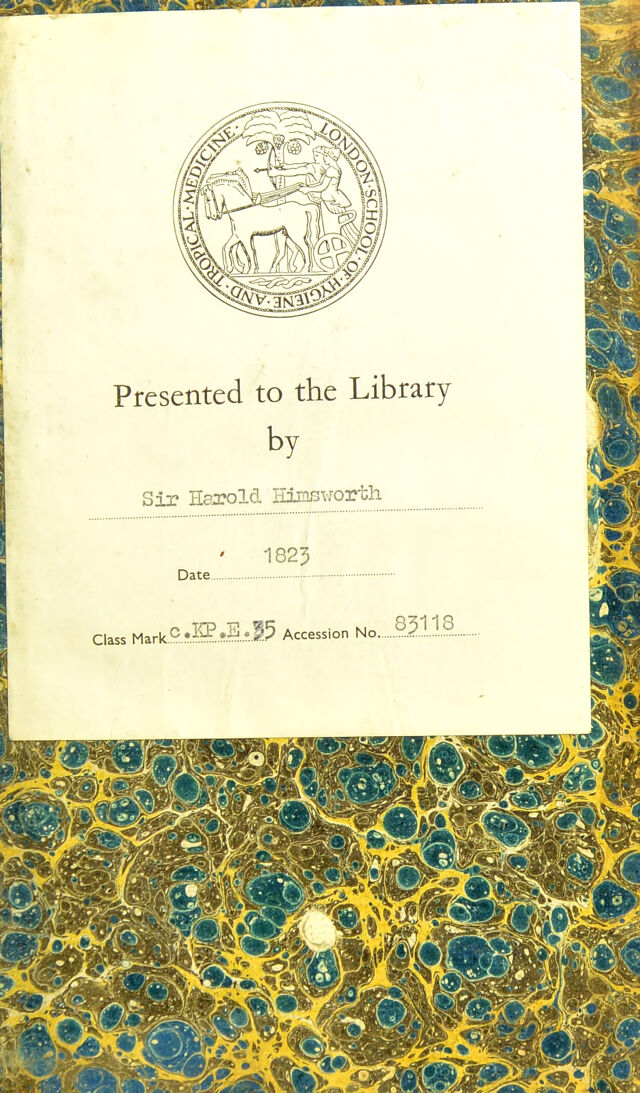 LONDON·SCHOOL·OF·HYGIENE·AND·TROPICAL·MEDICINE·
Presented to the Library
by
Sir Harold Himsworth
Date 1823
Class Mark c.KP.E.35 Accession No. 83118